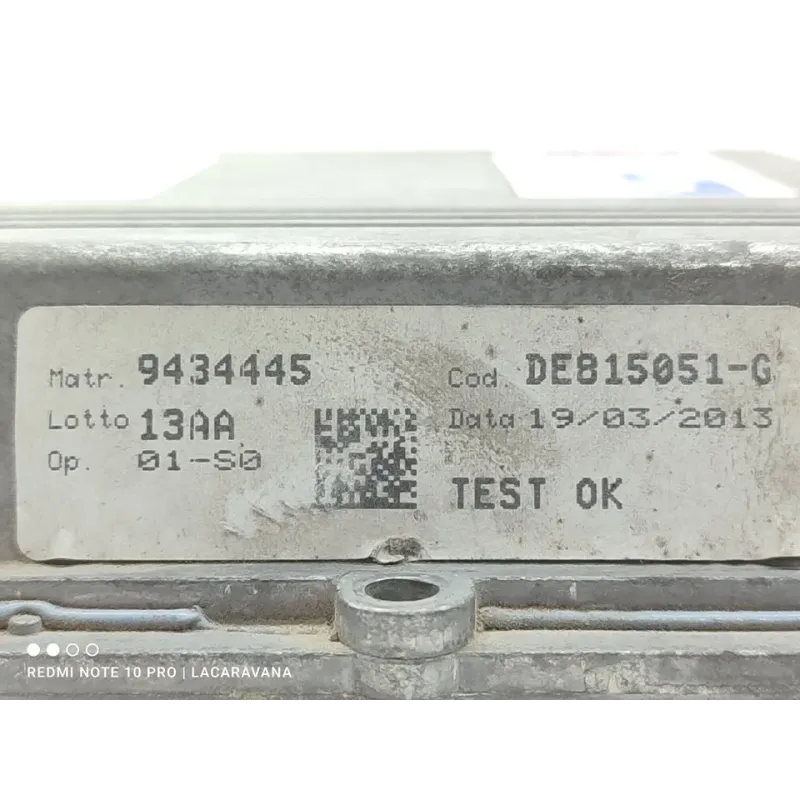 Matr. 9434445
Cod. DE815051-G
Lotto 13AA
Data 19/03/2013
Op. 01-S0
TEST OK
REDMI NOTE 10 PRO | LACARAVANA